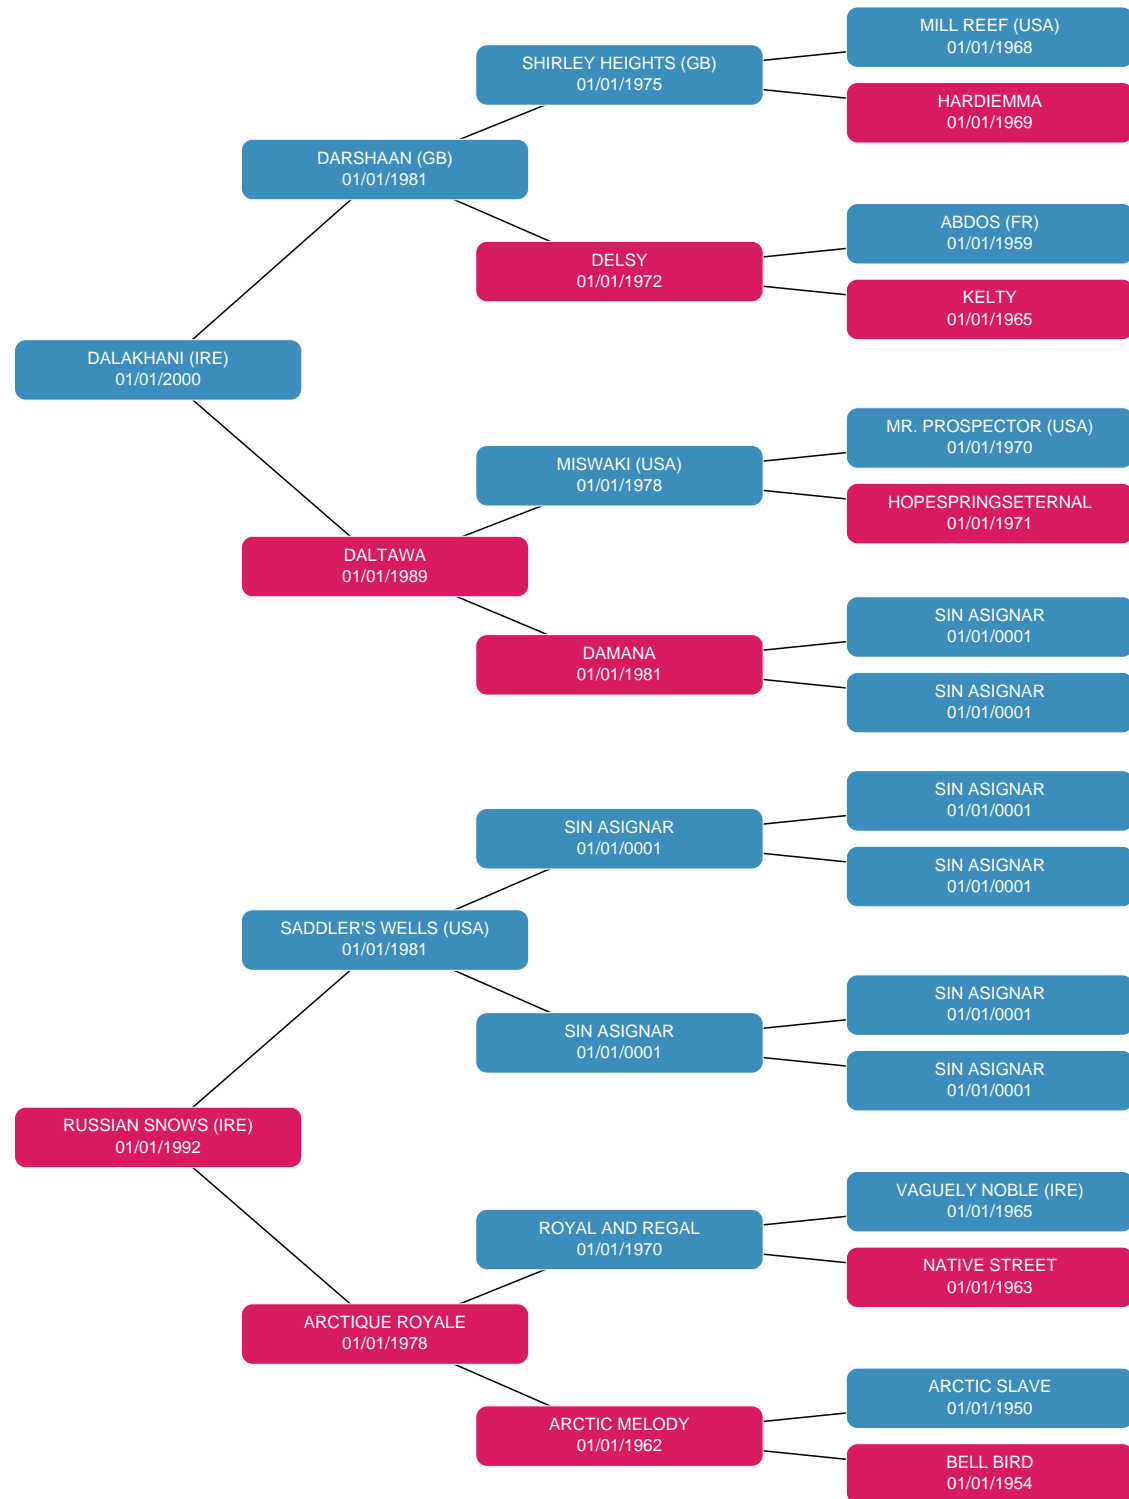 MILL REEF (USA)
01/01/1968
SHIRLEY HEIGHTS (GB)
01/01/1975
HARDIEMMA
01/01/1969
DARSHAAN (GB)
01/01/1981
ABDOS (FR)
01/01/1959
DELSY
01/01/1972
KELTY
01/01/1965
DALAKHANI (IRE)
01/01/2000
MR. PROSPECTOR (USA)
01/01/1970
MISWAKI (USA)
01/01/1978
HOPESPRINGSETERNAL
01/01/1971
DALTAWA
01/01/1989
SIN ASIGNAR
01/01/0001
DAMANA
01/01/1981
SIN ASIGNAR
01/01/0001
SIN ASIGNAR
01/01/0001
SIN ASIGNAR
01/01/0001
SIN ASIGNAR
01/01/0001
SADDLER'S WELLS (USA)
01/01/1981
SIN ASIGNAR
01/01/0001
SIN ASIGNAR
01/01/0001
SIN ASIGNAR
01/01/0001
RUSSIAN SNOWS (IRE)
01/01/1992
VAGUELY NOBLE (IRE)
01/01/1965
ROYAL AND REGAL
01/01/1970
NATIVE STREET
01/01/1963
ARCTIQUE ROYALE
01/01/1978
ARCTIC SLAVE
01/01/1950
ARCTIC MELODY
01/01/1962
BELL BIRD
01/01/1954